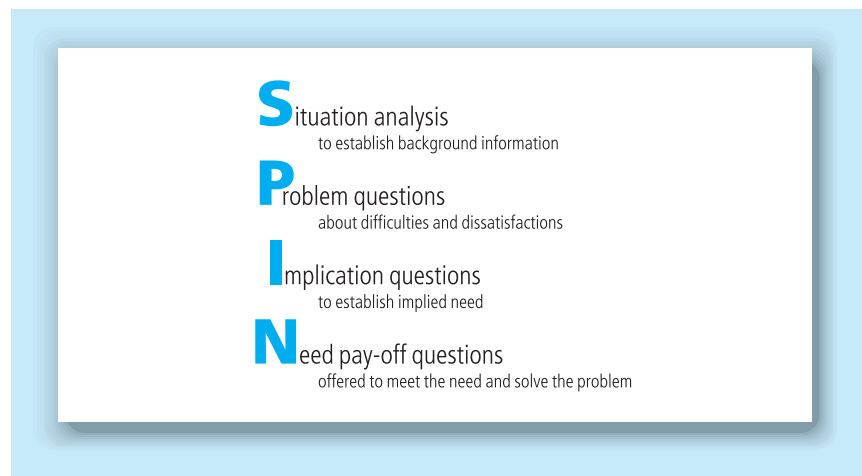 Situation analysis
to establish background information
Problem questions
about difficulties and dissatisfactions
Implication questions
to establish implied need
Need pay-off questions
offered to meet the need and solve the problem